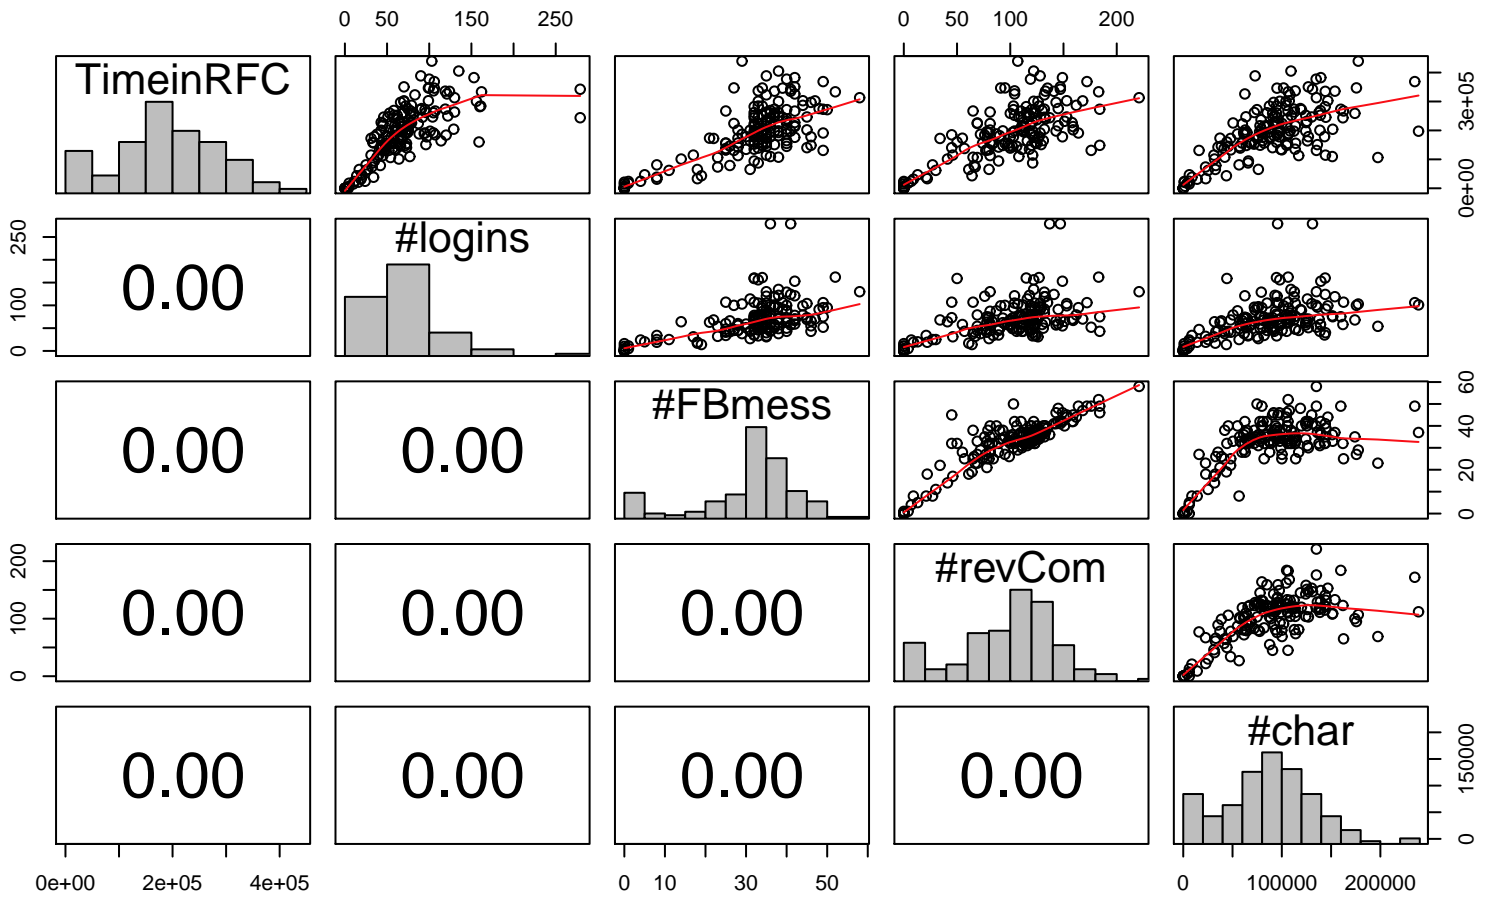 0 50 150 250 0 50 100 200
TimeinRFC
0e+00 3e+05
#logins
0 100 250
0.00
#FBmess
0.00 0.00
0 20 40 60
#revCom
0 100 200
0.00 0.00 0.00
#char
0.00 0.00 0.00 0.00
0 150000
0e+00 2e+05 4e+05 0 10 30 50 0 100000 200000